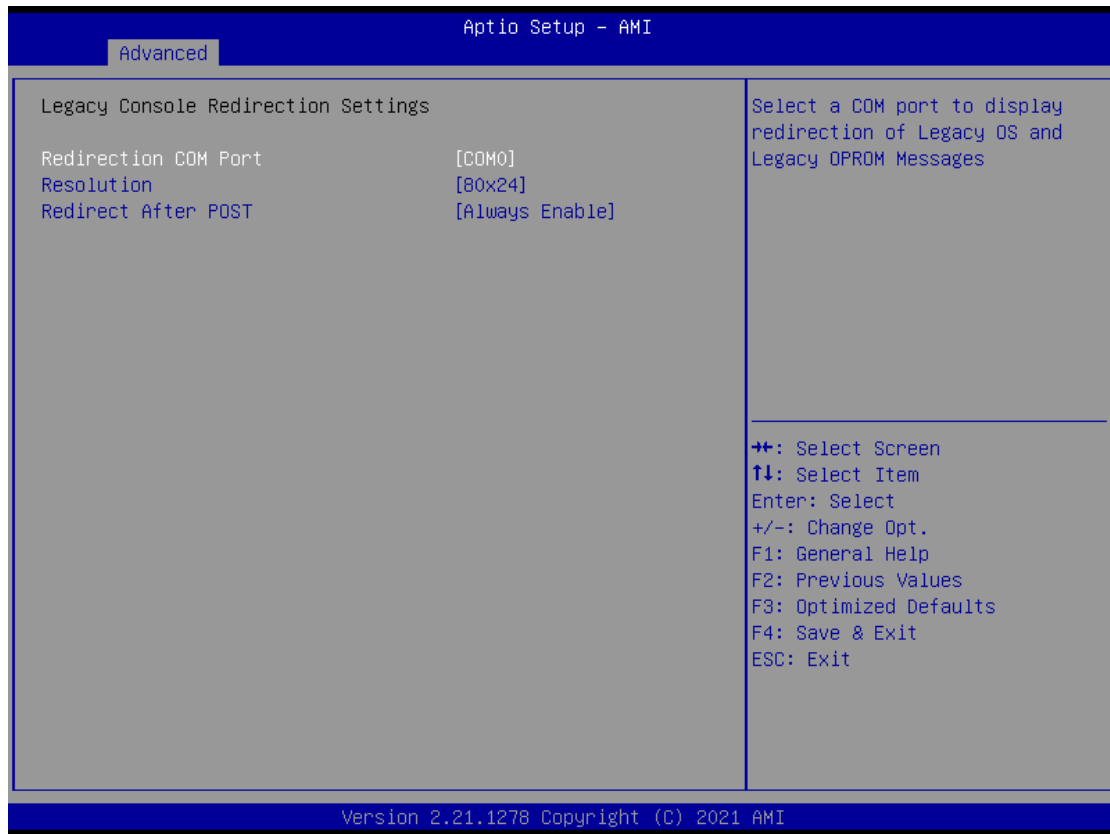 Aptio Setup – AMI
Advanced
Legacy Console Redirection Settings
Redirection COM Port [COM0]
Resolution [80x24]
Redirect After POST [Always Enable]
Select a COM port to display
redirection of Legacy OS and
Legacy OPROM Messages
→←: Select Screen
↑↓: Select Item
Enter: Select
+/-: Change Opt.
F1: General Help
F2: Previous Values
F3: Optimized Defaults
F4: Save & Exit
ESC: Exit
Version 2.21.1278 Copyright (C) 2021 AMI